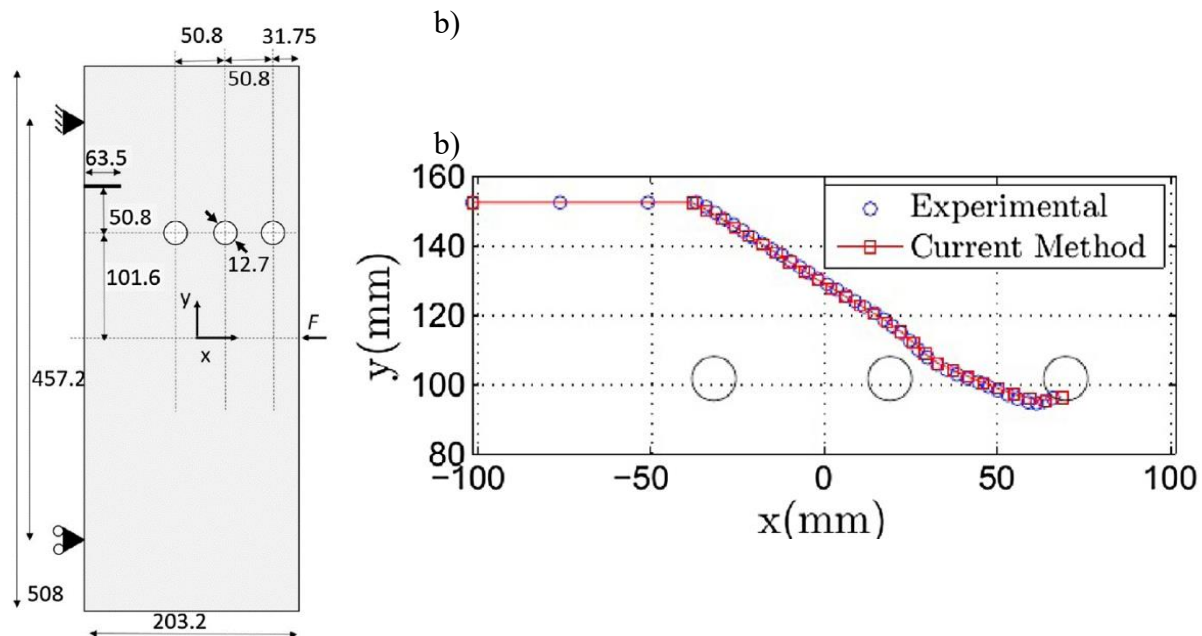 50.8
31.75
50.8
63.5
50.8
12.7
101.6
y
x
F
457.2
508
203.2
b)
b)
160
140
120
100
80
y(mm)
Experimental
Current Method
−100
−50
0
50
100
x(mm)